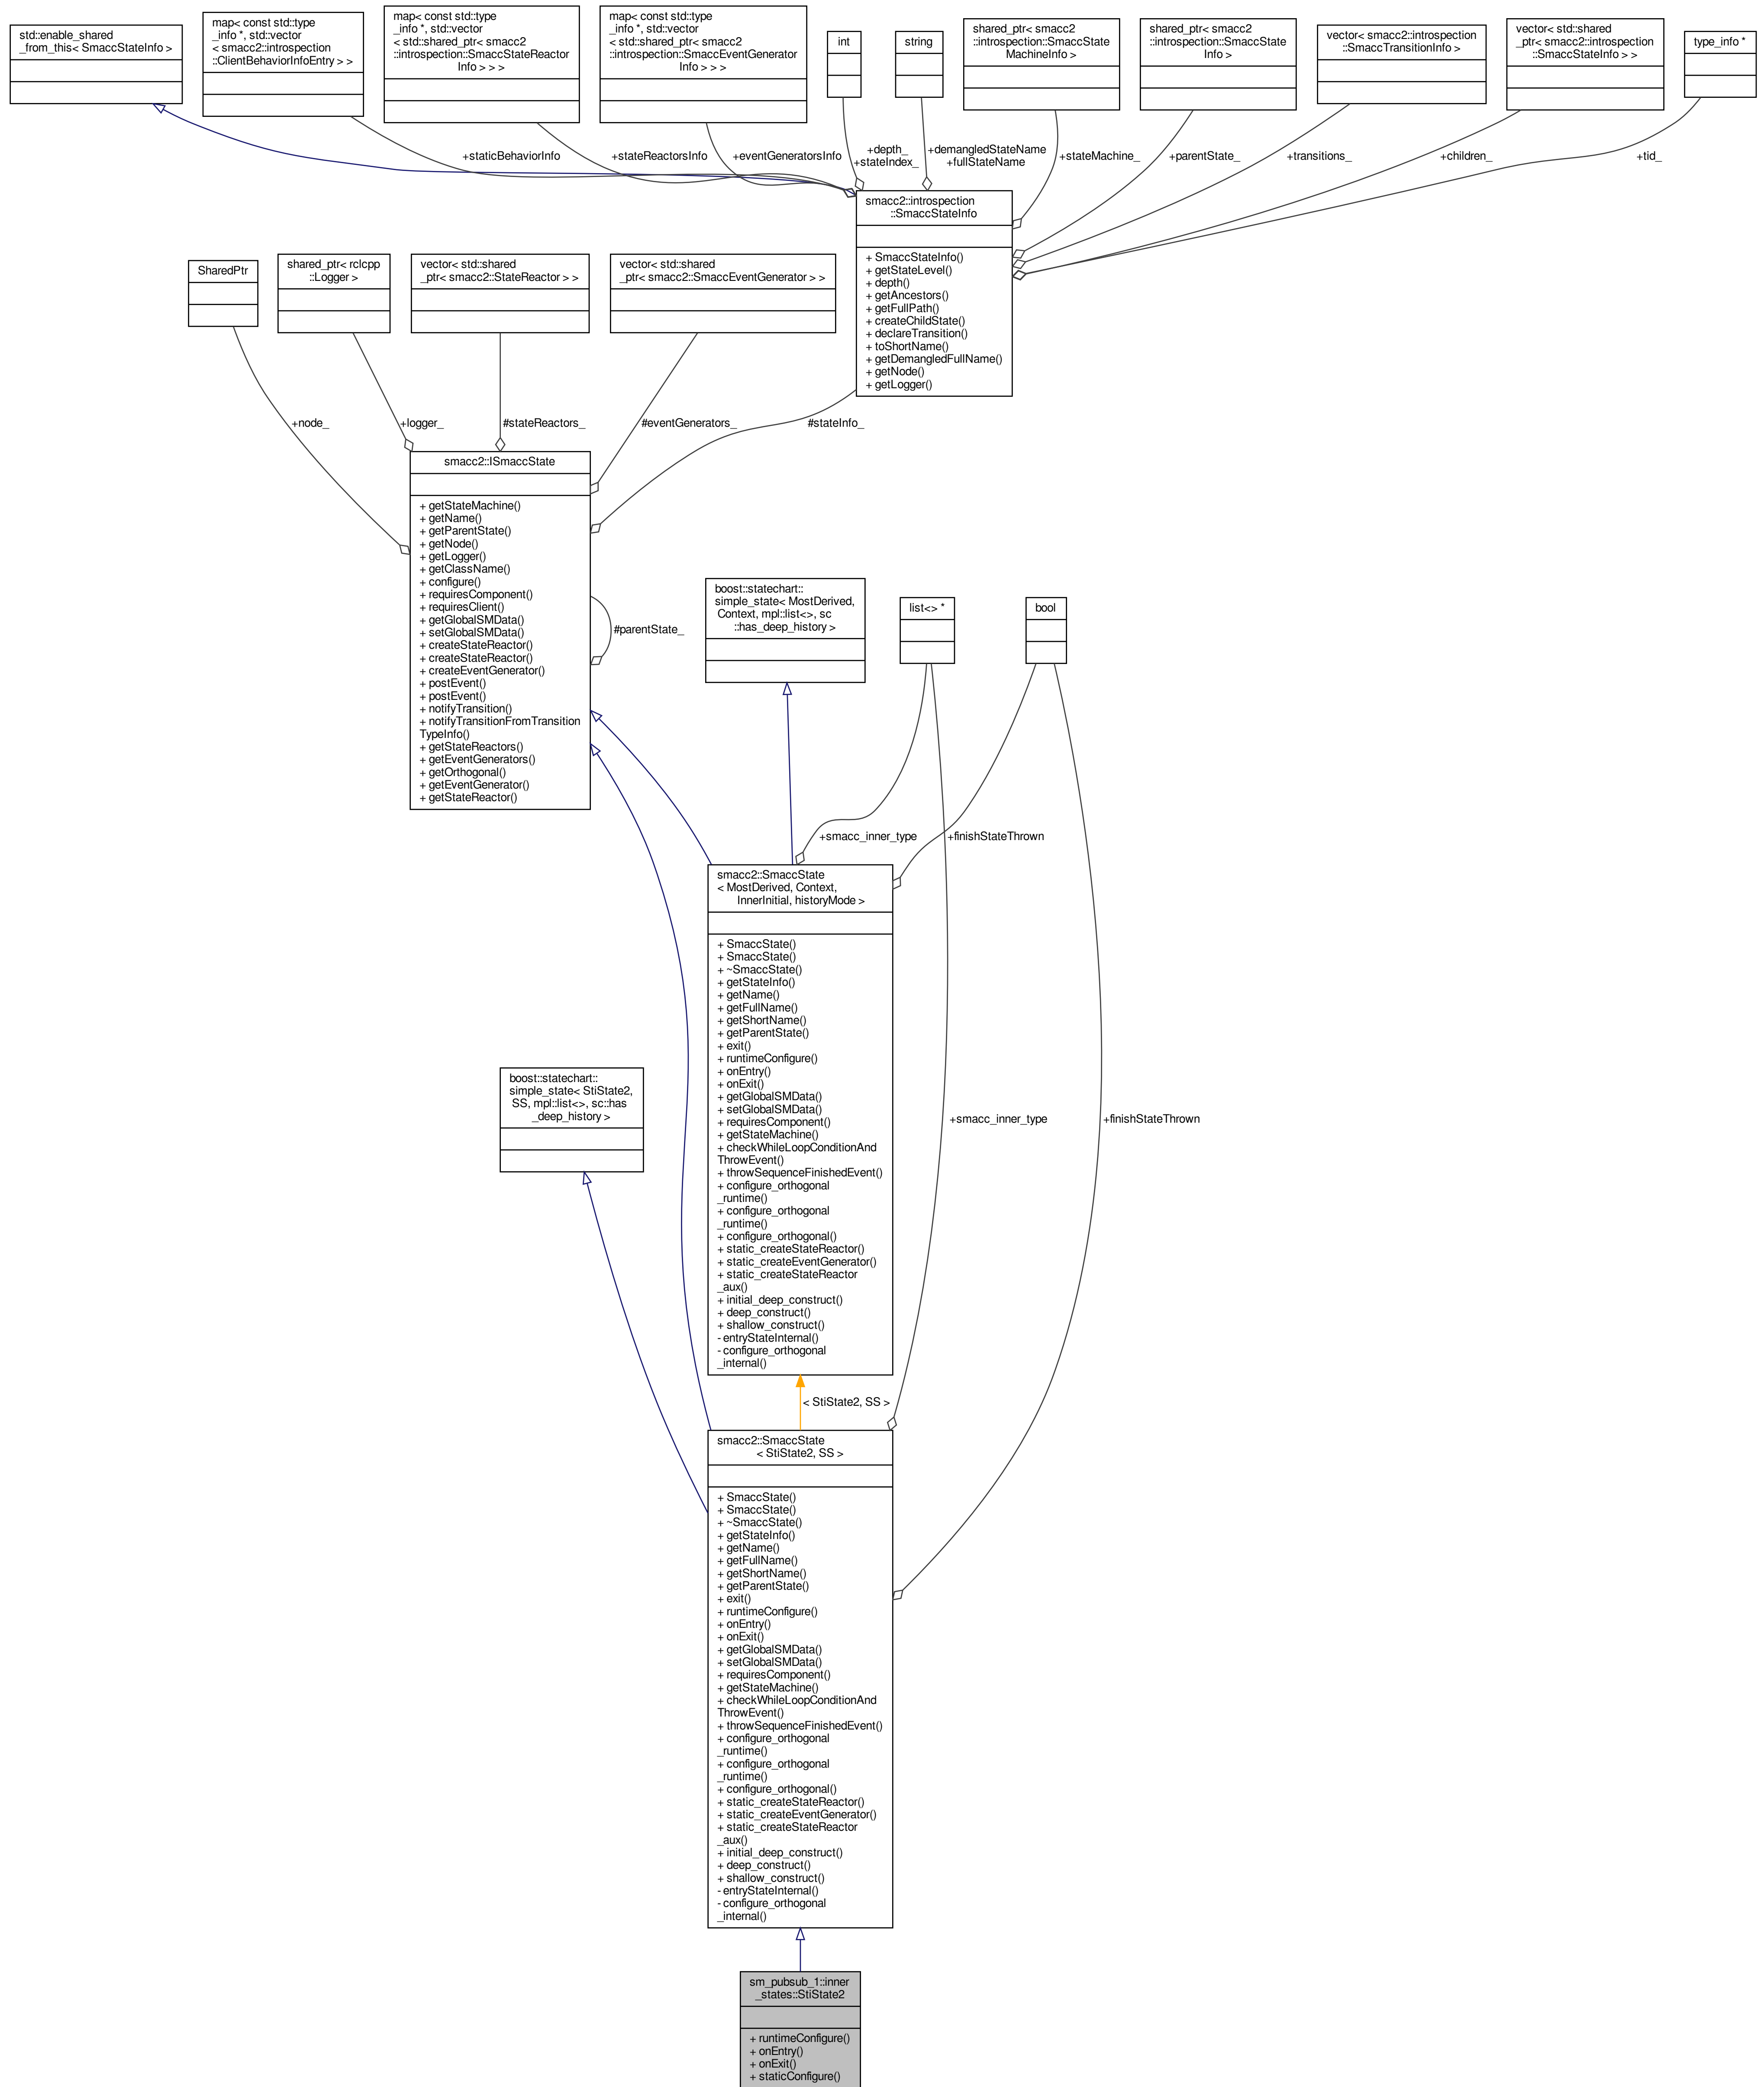 std::enable_shared
_from_this< SmaccStateInfo >
map< const std::type
_info *, std::vector
< smacc2::introspection
::ClientBehaviorInfoEntry > >
map< const std::type
_info *, std::vector
< std::shared_ptr< smacc2
::introspection::SmaccStateReactor
Info > > >
map< const std::type
_info *, std::vector
< std::shared_ptr< smacc2
::introspection::SmaccEventGenerator
Info > > >
int
string
shared_ptr< smacc2
::introspection::SmaccState
MachineInfo >
shared_ptr< smacc2
::introspection::SmaccState
Info >
vector< smacc2::introspection
::SmaccTransitionInfo >
vector< std::shared
_ptr< smacc2::introspection
::SmaccStateInfo > >
type_info *
+staticBehaviorInfo
+stateReactorsInfo
+eventGeneratorsInfo
+depth_
+stateIndex_
+demangledStateName
+fullStateName
+stateMachine_
+parentState_
+transitions_
+children_
+tid_
smacc2::introspection
::SmaccStateInfo
+ SmaccStateInfo()
+ getStateLevel()
+ depth()
+ getAncestors()
+ getFullPath()
+ createChildState()
+ declareTransition()
+ toShortName()
+ getDemangledFullName()
+ getNode()
+ getLogger()
SharedPtr
shared_ptr< rclcpp
::Logger >
vector< std::shared
_ptr< smacc2::StateReactor > >
vector< std::shared
_ptr< smacc2::SmaccEventGenerator > >
+node_
+logger_
#stateReactors_
#eventGenerators_
#stateInfo_
smacc2::ISmaccState
+ getStateMachine()
+ getName()
+ getParentState()
+ getNode()
+ getLogger()
+ getClassName()
+ configure()
+ requiresComponent()
+ requiresClient()
+ getGlobalSMData()
+ setGlobalSMData()
+ createStateReactor()
+ createStateReactor()
+ createEventGenerator()
+ postEvent()
+ postEvent()
+ notifyTransition()
+ notifyTransitionFromTransition
TypeInfo()
+ getStateReactors()
+ getEventGenerators()
+ getOrthogonal()
+ getEventGenerator()
+ getStateReactor()
#parentState_
boost::statechart::
simple_state< MostDerived,
Context, mpl::list<>, sc
::has_deep_history >
list<> *
bool
+smacc_inner_type
+finishStateThrown
smacc2::SmaccState
< MostDerived, Context,
InnerInitial, historyMode >
+ SmaccState()
+ SmaccState()
+ ~SmaccState()
+ getStateInfo()
+ getName()
+ getFullName()
+ getShortName()
+ getParentState()
+ exit()
+ runtimeConfigure()
+ onEntry()
+ onExit()
+ getGlobalSMData()
+ setGlobalSMData()
+ requiresComponent()
+ getStateMachine()
+ checkWhileLoopConditionAnd
ThrowEvent()
+ throwSequenceFinishedEvent()
+ configure_orthogonal
_runtime()
+ configure_orthogonal
_runtime()
+ configure_orthogonal()
+ static_createStateReactor()
+ static_createEventGenerator()
+ static_createStateReactor
_aux()
+ initial_deep_construct()
+ deep_construct()
+ shallow_construct()
- entryStateInternal()
- configure_orthogonal
_internal()
boost::statechart::
simple_state< StiState2,
SS, mpl::list<>, sc::has
_deep_history >
+smacc_inner_type
+finishStateThrown
< StiState2, SS >
smacc2::SmaccState
< StiState2, SS >
+ SmaccState()
+ SmaccState()
+ ~SmaccState()
+ getStateInfo()
+ getName()
+ getFullName()
+ getShortName()
+ getParentState()
+ exit()
+ runtimeConfigure()
+ onEntry()
+ onExit()
+ getGlobalSMData()
+ setGlobalSMData()
+ requiresComponent()
+ getStateMachine()
+ checkWhileLoopConditionAnd
ThrowEvent()
+ throwSequenceFinishedEvent()
+ configure_orthogonal
_runtime()
+ configure_orthogonal
_runtime()
+ configure_orthogonal()
+ static_createStateReactor()
+ static_createEventGenerator()
+ static_createStateReactor
_aux()
+ initial_deep_construct()
+ deep_construct()
+ shallow_construct()
- entryStateInternal()
- configure_orthogonal
_internal()
sm_pubsub_1::inner
_states::StiState2
+ runtimeConfigure()
+ onEntry()
+ onExit()
+ staticConfigure()